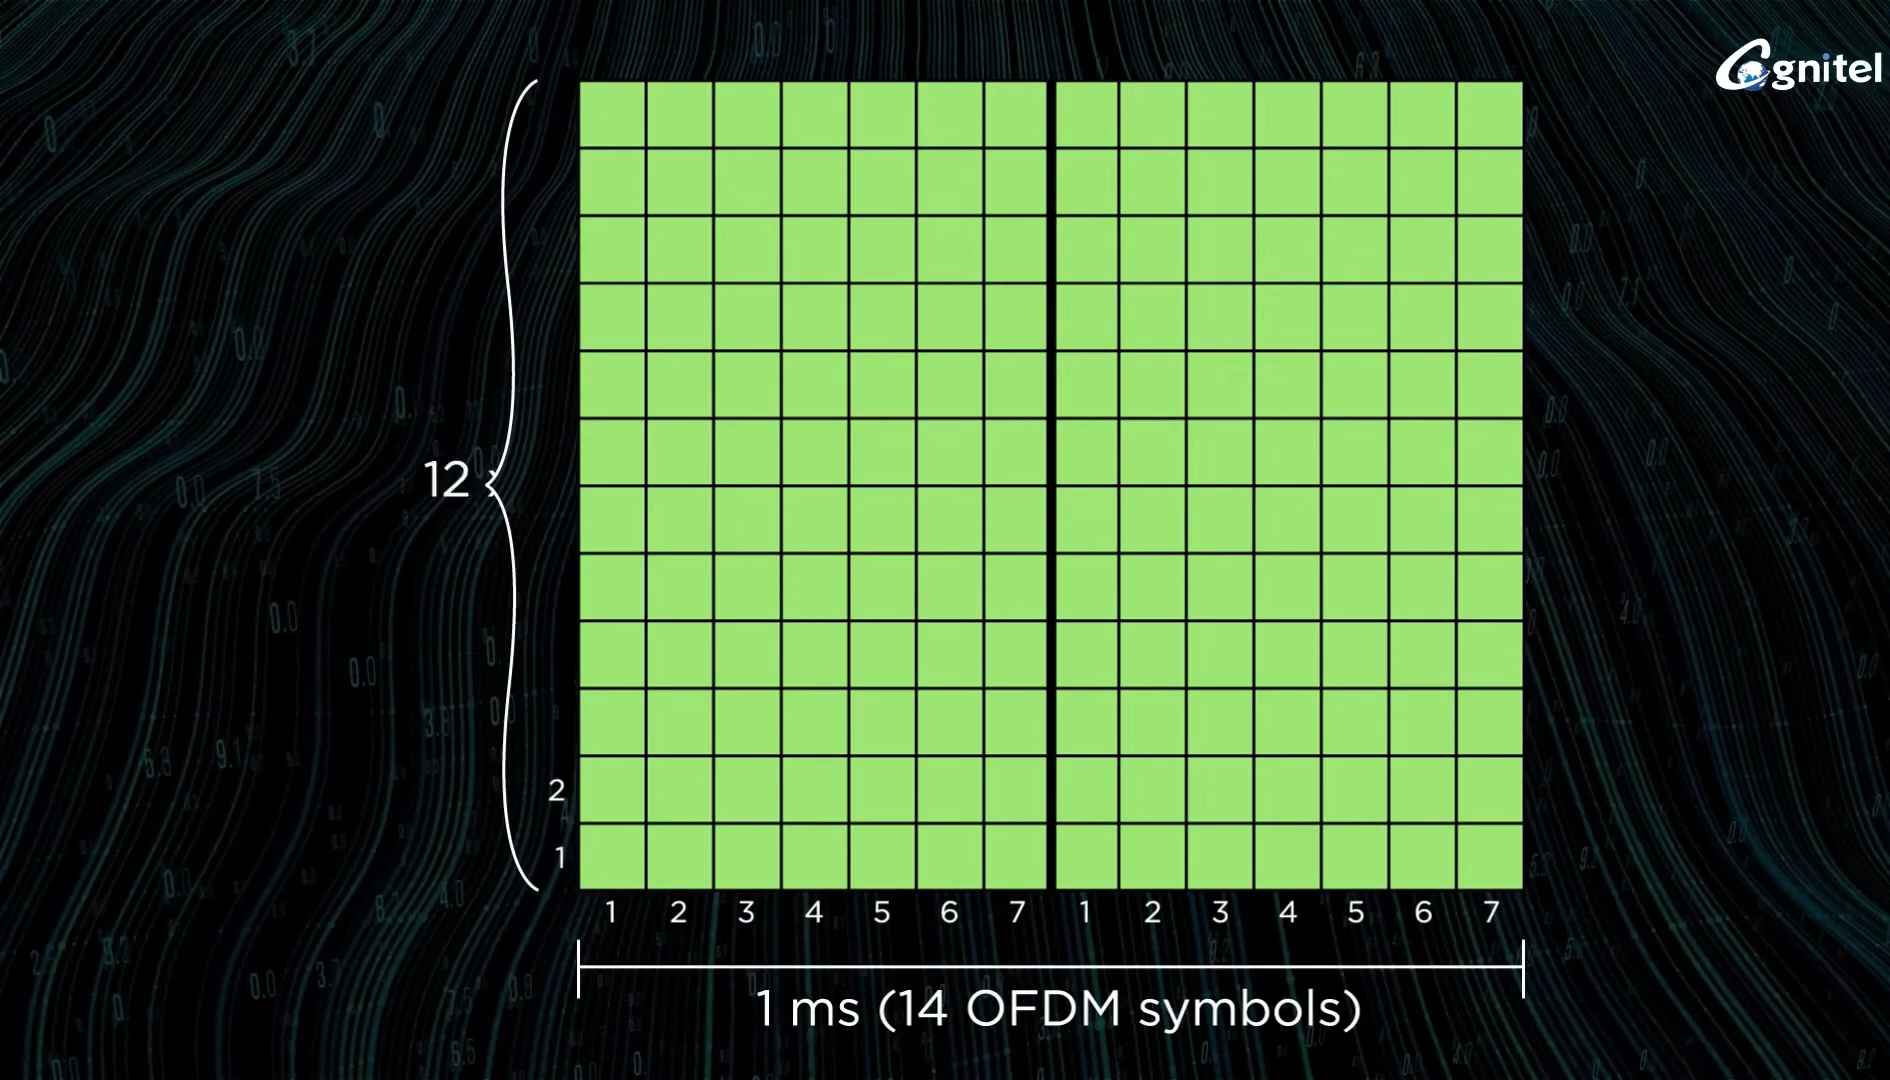 Cgnitel
12
2
1
1 2 3 4 5 6 7 1 2 3 4 5 6 7
1 ms (14 OFDM symbols)